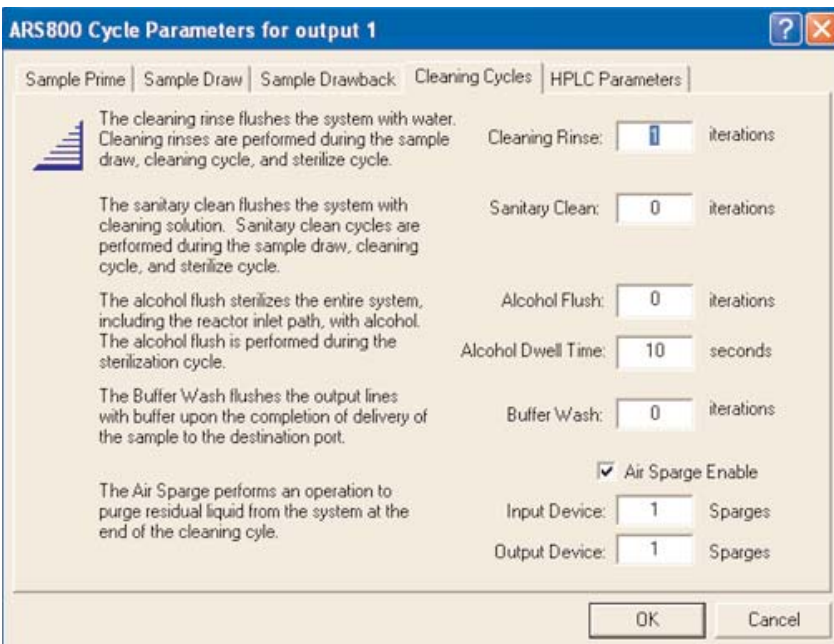 ARS800 Cycle Parameters for output 1
Sample Prime Sample Draw Sample Drawback Cleaning Cycles HPLC Parameters
The cleaning rinse flushes the system with water.
Cleaning rinses are performed during the sample
draw, cleaning cycle, and sterilize cycle.
Cleaning Rinse: 1 iterations
The sanitary clean flushes the system with
cleaning solution. Sanitary clean cycles are
performed during the sample draw, cleaning
cycle, and sterilize cycle.
Sanitary Clean: 0 iterations
The alcohol flush sterilizes the entire system,
including the reactor inlet path, with alcohol.
The alcohol flush is performed during the
sterilization cycle.
Alcohol Flush: 0 iterations
Alcohol Dwell Time: 10 seconds
The Buffer Wash flushes the output lines
with buffer upon the completion of delivery of
the sample to the destination port.
Buffer Wash: 0 iterations
Air Sparge Enable
The Air Sparge performs an operation to
purge residual liquid from the system at the
end of the cleaning cyle.
Input Device: 1 Sparges
Output Device: 1 Sparges
OK Cancel